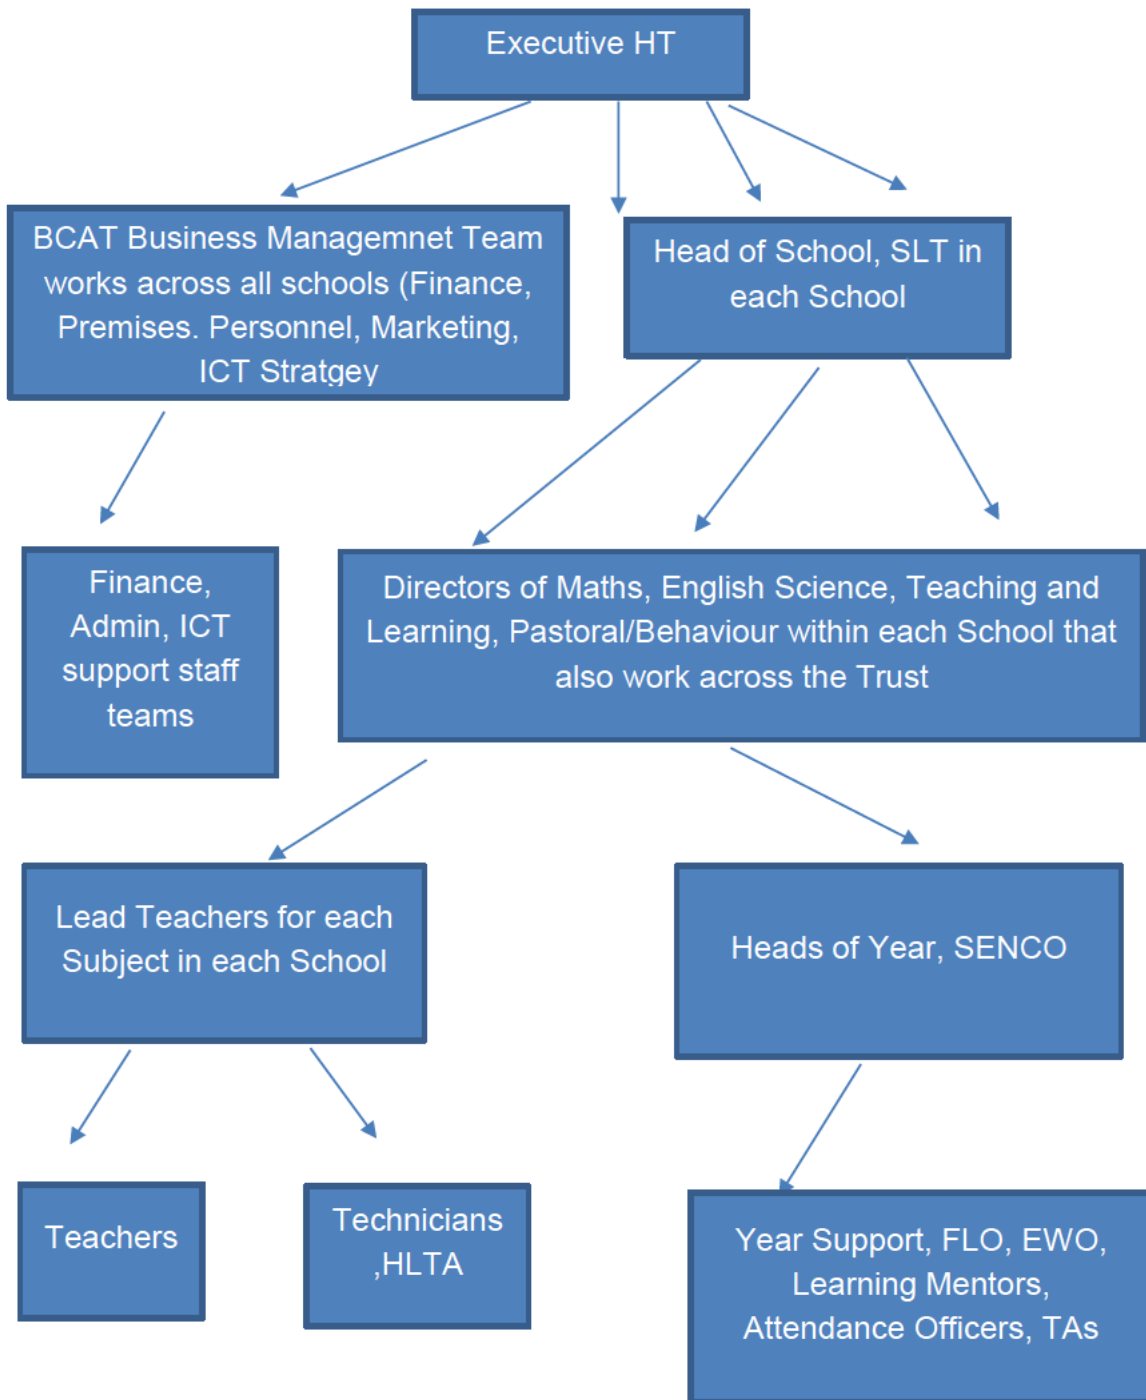 Executive HT
BCAT Business Managemnet Team
works across all schools (Finance,
Premises. Personnel, Marketing,
ICT Stratgey
Head of School, SLT in
each School
Finance,
Admin, ICT
support staff
teams
Directors of Maths, English Science, Teaching and
Learning, Pastoral/Behaviour within each School that
also work across the Trust
Lead Teachers for each
Subject in each School
Heads of Year, SENCO
Teachers
Technicians
,HLTA
Year Support, FLO, EWO,
Learning Mentors,
Attendance Officers, TAs